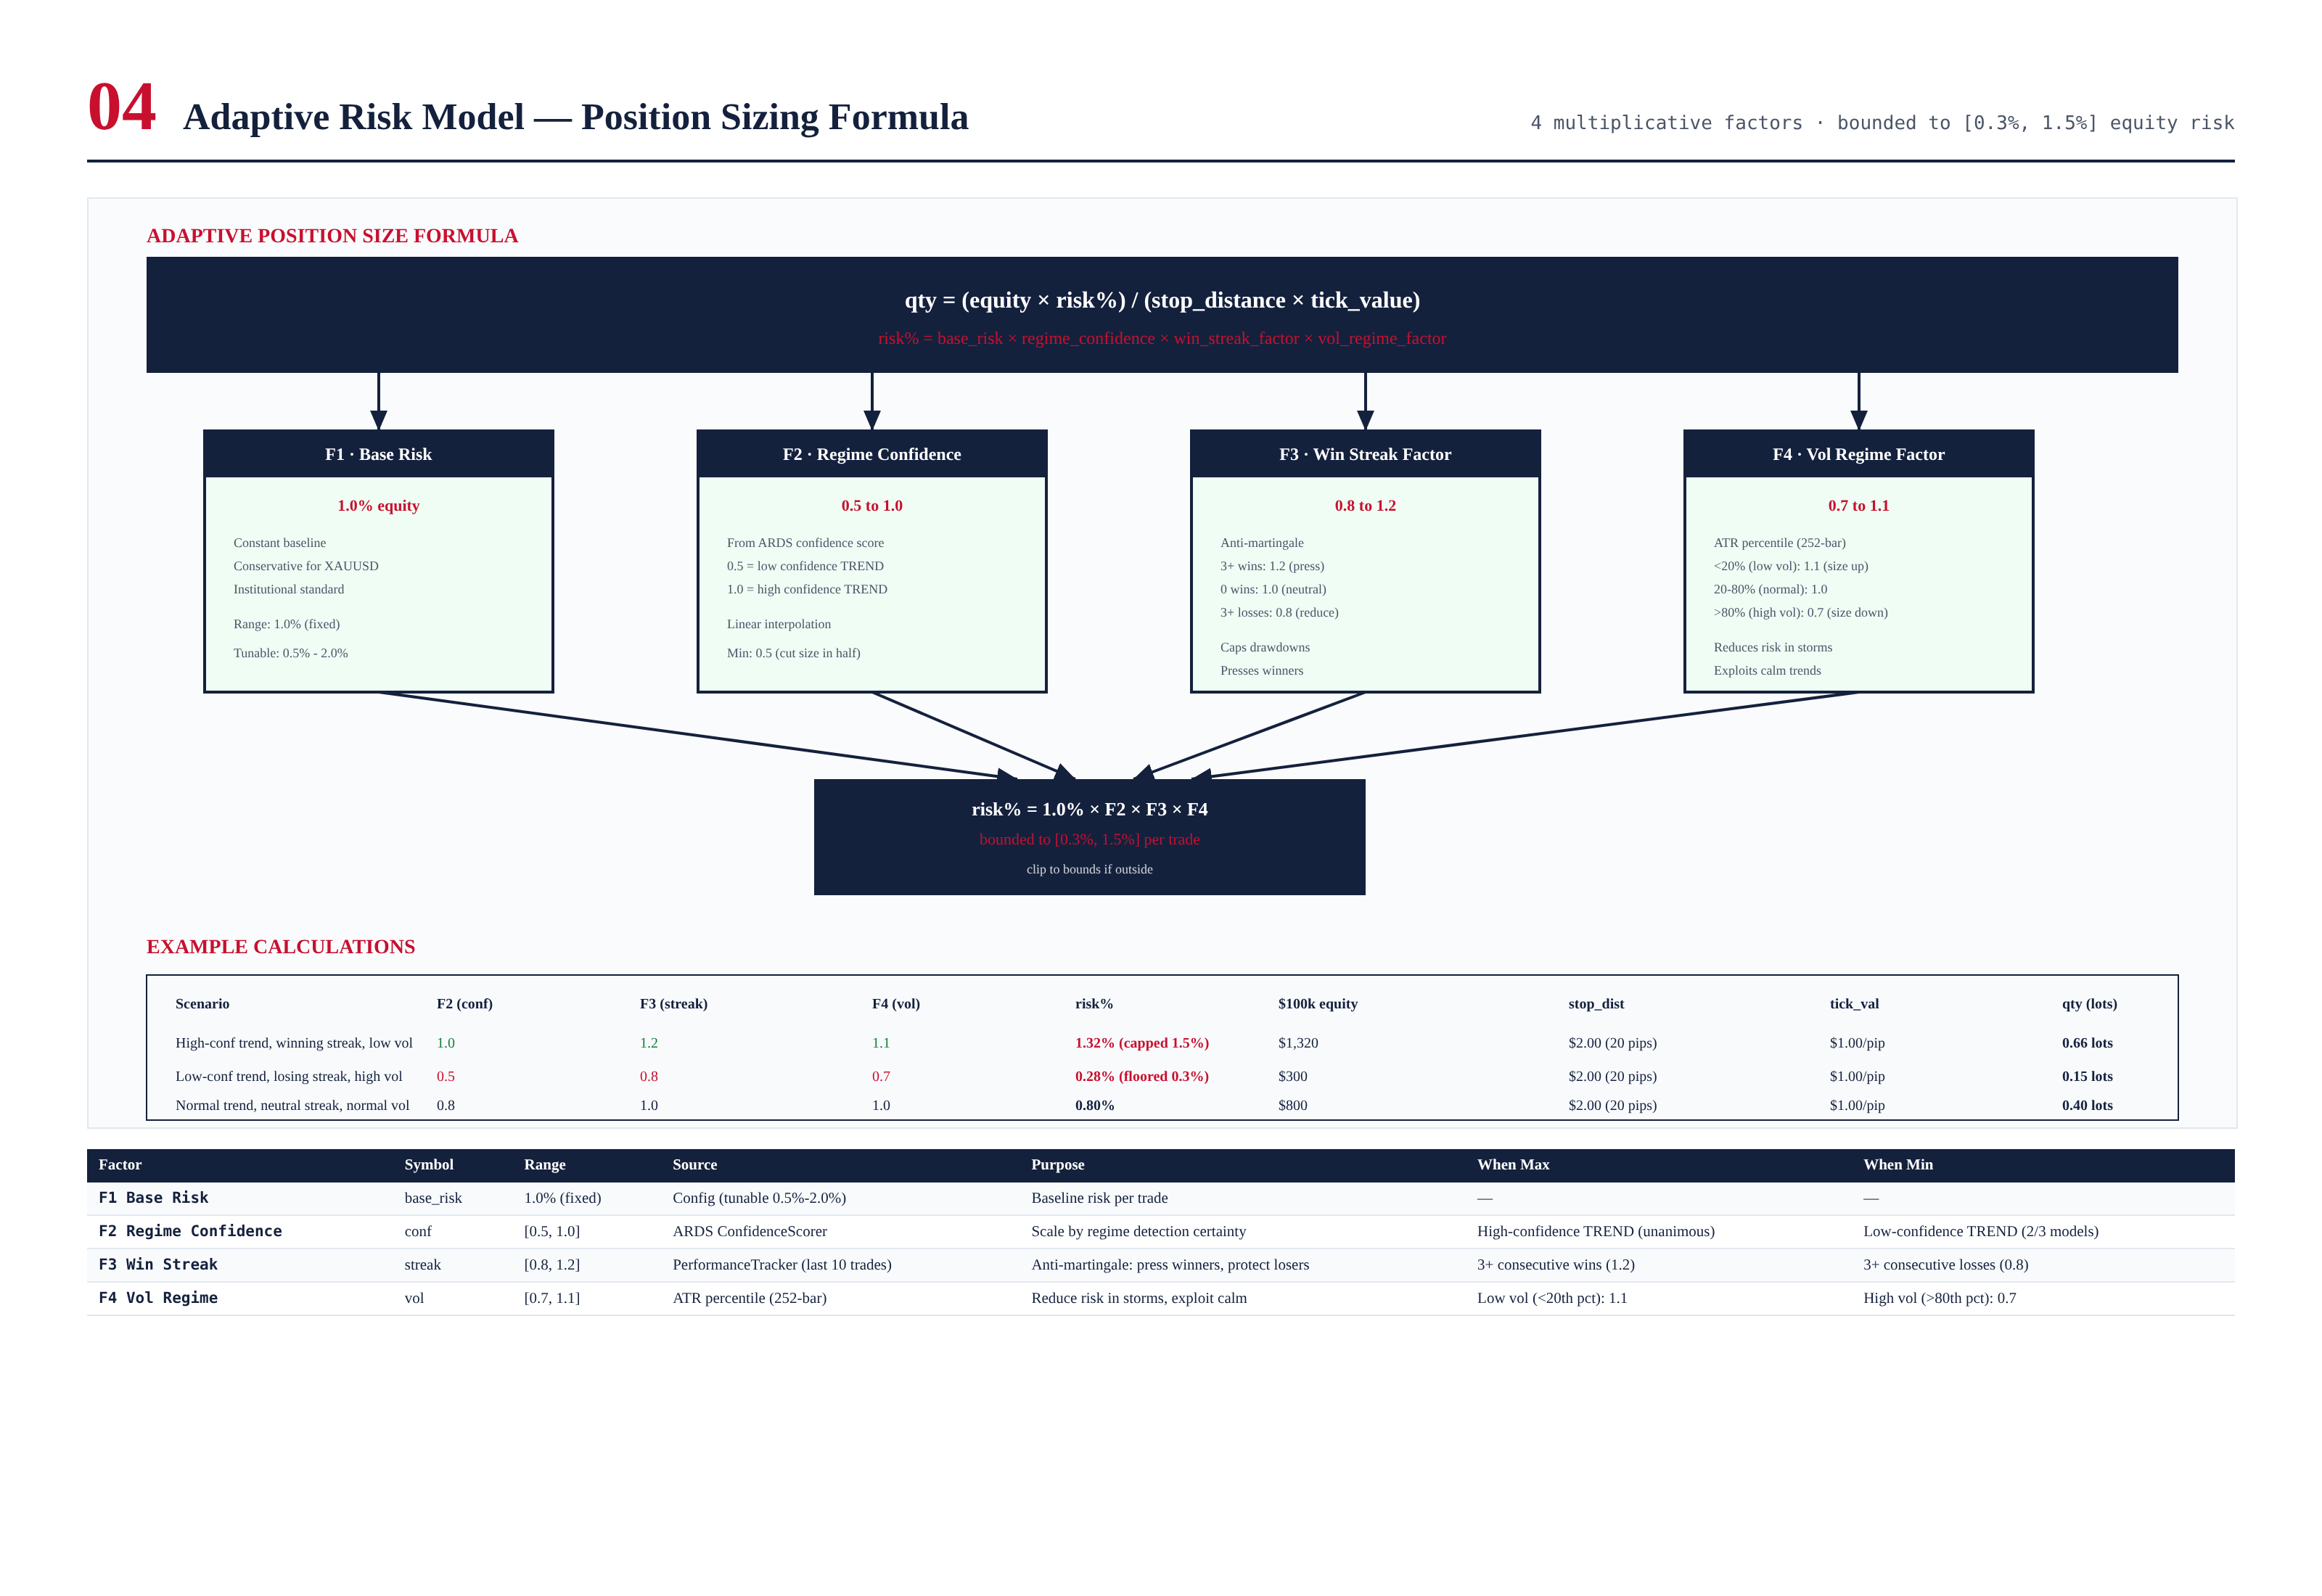 04 Adaptive Risk Model — Position Sizing Formula
4 multiplicative factors · bounded to [0.3%, 1.5%] equity risk
ADAPTIVE POSITION SIZE FORMULA
qty = (equity × risk%) / (stop_distance × tick_value)
risk% = base_risk × regime_confidence × win_streak_factor × vol_regime_factor
F1 · Base Risk
1.0% equity
Constant baseline
Conservative for XAUUSD
Institutional standard
Range: 1.0% (fixed)
Tunable: 0.5% - 2.0%
F2 · Regime Confidence
0.5 to 1.0
From ARDS confidence score
0.5 = low confidence TREND
1.0 = high confidence TREND
Linear interpolation
Min: 0.5 (cut size in half)
F3 · Win Streak Factor
0.8 to 1.2
Anti-martingale
3+ wins: 1.2 (press)
0 wins: 1.0 (neutral)
3+ losses: 0.8 (reduce)
Caps drawdowns
Presses winners
F4 · Vol Regime Factor
0.7 to 1.1
ATR percentile (252-bar)
<20% (low vol): 1.1 (size up)
20-80% (normal): 1.0
>80% (high vol): 0.7 (size down)
Reduces risk in storms
Exploits calm trends
risk% = 1.0% × F2 × F3 × F4
bounded to [0.3%, 1.5%] per trade
clip to bounds if outside
EXAMPLE CALCULATIONS
Scenario F2 (conf) F3 (streak) F4 (vol) risk% $100k equity stop_dist tick_val qty (lots)
High-conf trend, winning streak, low vol 1.0 1.2 1.1 1.32% (capped 1.5%) $1,320 $2.00 (20 pips) $1.00/pip 0.66 lots
Low-conf trend, losing streak, high vol 0.5 0.8 0.7 0.28% (floored 0.3%) $300 $2.00 (20 pips) $1.00/pip 0.15 lots
Normal trend, neutral streak, normal vol 0.8 1.0 1.0 0.80% $800 $2.00 (20 pips) $1.00/pip 0.40 lots
Factor Symbol Range Source Purpose When Max When Min
F1 Base Risk base_risk 1.0% (fixed) Config (tunable 0.5%-2.0%) Baseline risk per trade — —
F2 Regime Confidence conf [0.5, 1.0] ARDS ConfidenceScorer Scale by regime detection certainty High-confidence TREND (unanimous) Low-confidence TREND (2/3 models)
F3 Win Streak streak [0.8, 1.2] PerformanceTracker (last 10 trades) Anti-martingale: press winners, protect losers 3+ consecutive wins (1.2) 3+ consecutive losses (0.8)
F4 Vol Regime vol [0.7, 1.1] ATR percentile (252-bar) Reduce risk in storms, exploit calm Low vol (<20th pct): 1.1 High vol (>80th pct): 0.7